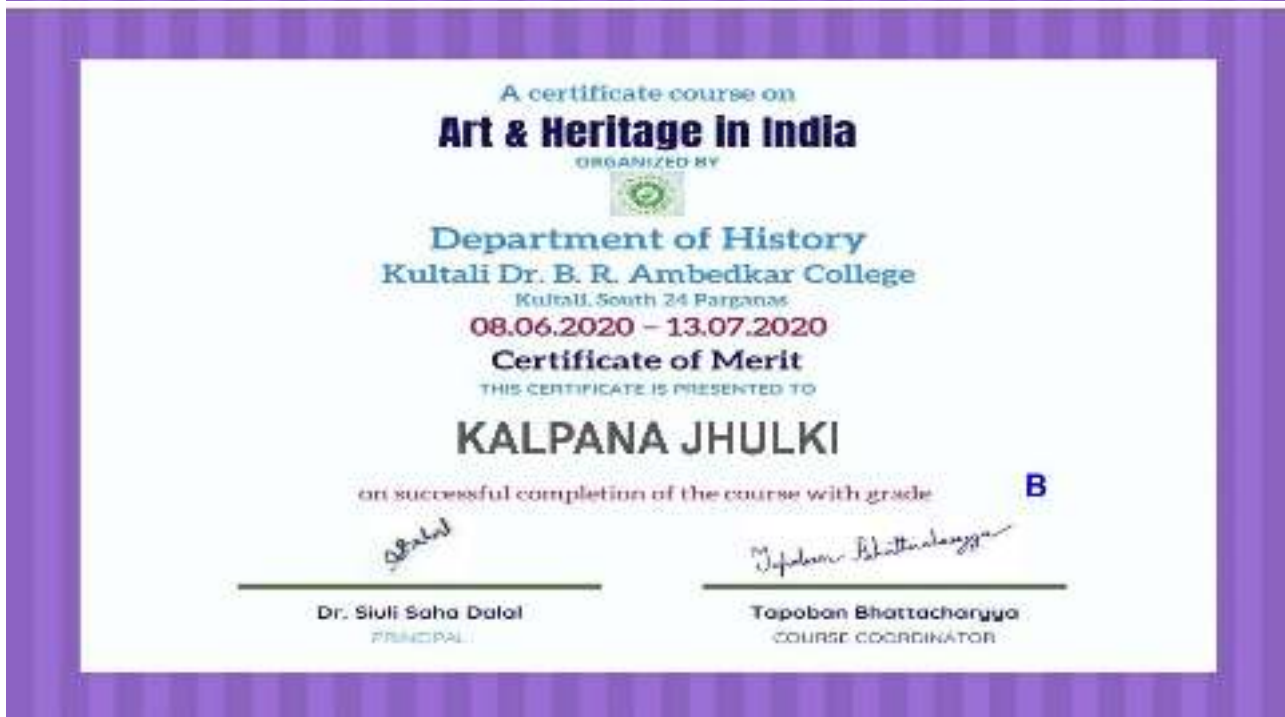 A certificate course on
Art & Heritage in India
ORGANIZED BY
Department of History
Kultali Dr. B. R. Ambedkar College
Kultali, South 24 Parganas
08.06.2020 – 13.07.2020
Certificate of Merit
THIS CERTIFICATE IS PRESENTED TO
KALPANA JHULKI
on successful completion of the course with grade B
Tapoban Bhattacharyya
Dr. Siuli Saha Dalal Tapoban Bhattacharyya
PRINCIPAL COURSE COORDINATOR